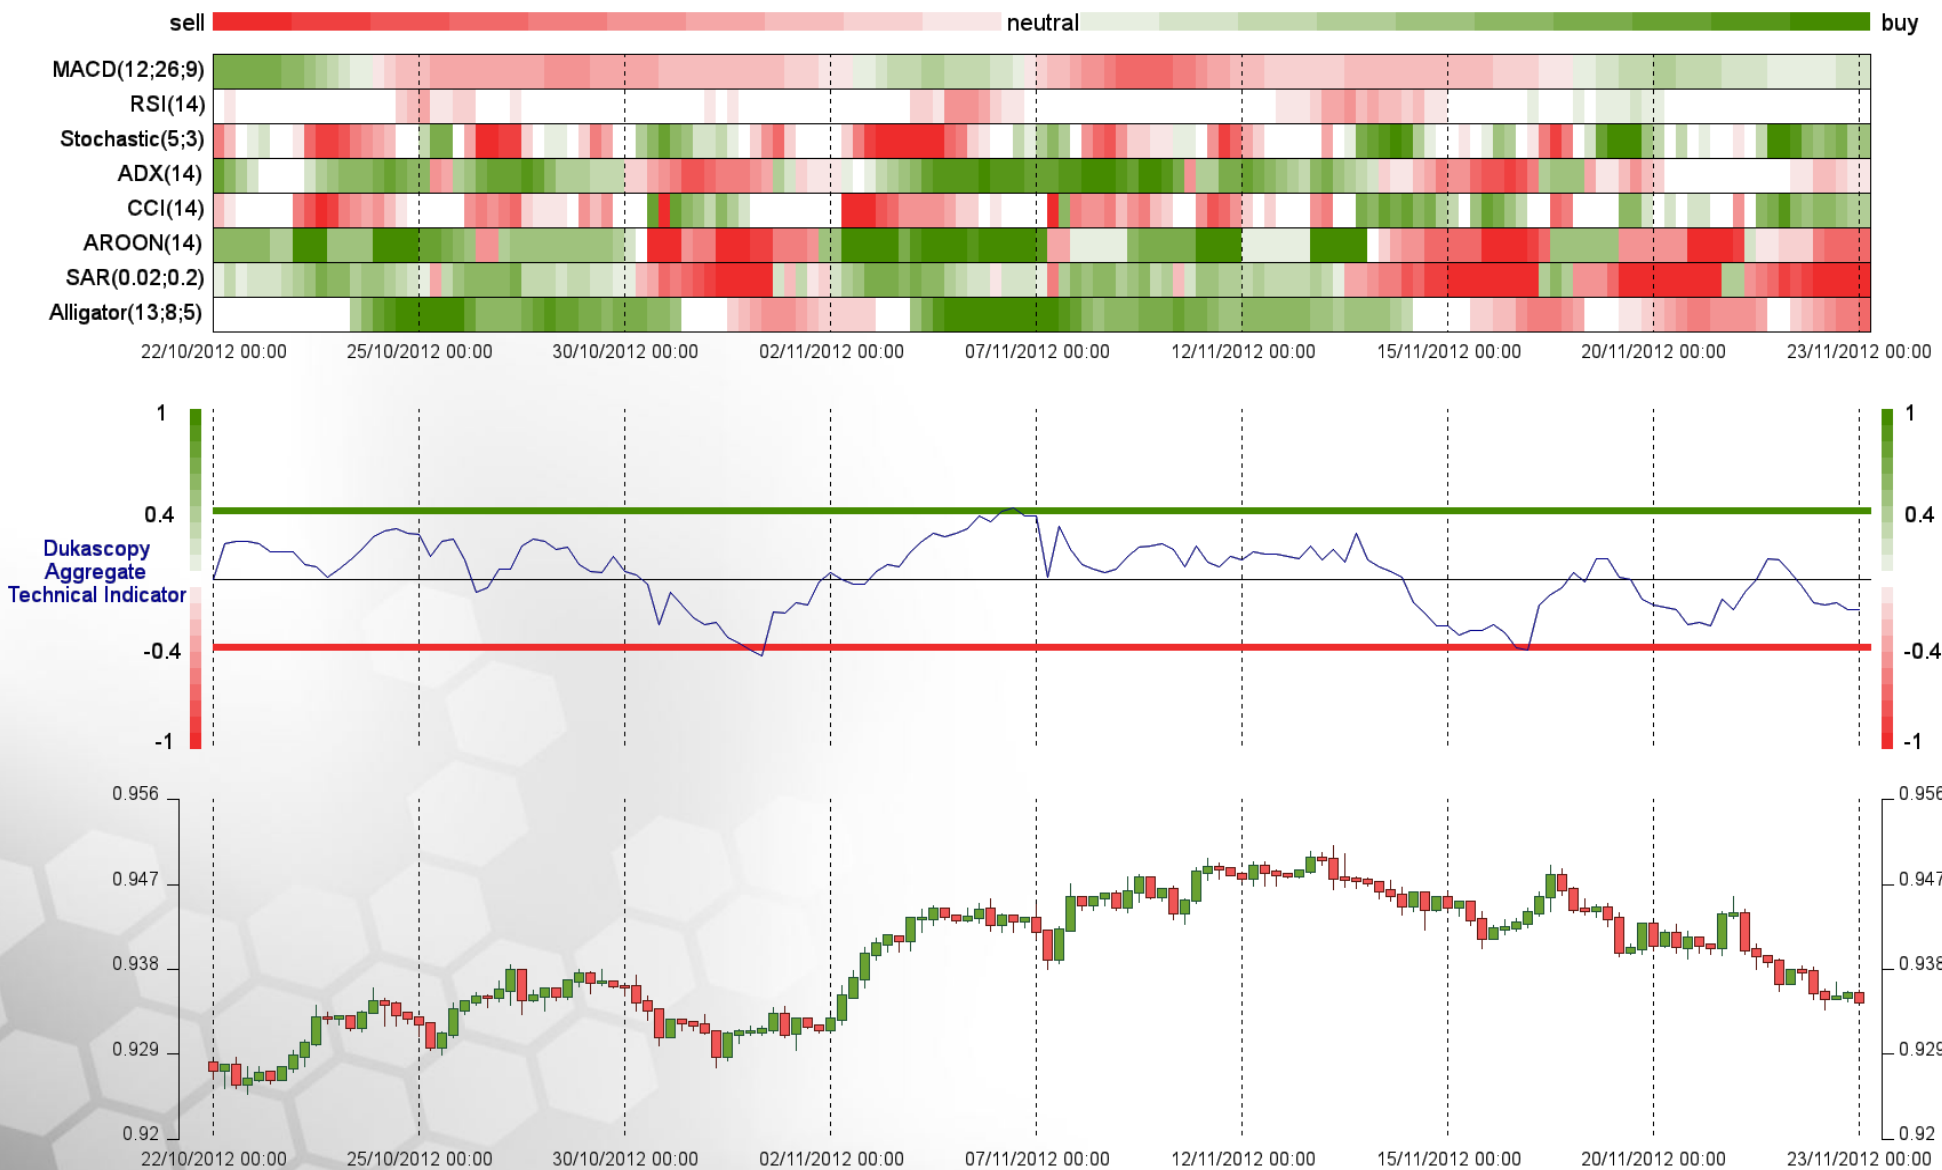 sell neutral buy
MACD(12;26;9)
RSI(14)
Stochastic(5;3)
ADX(14)
CCI(14)
AROON(14)
SAR(0.02;0.2)
Alligator(13;8;5)
22/10/2012 00:00 25/10/2012 00:00 30/10/2012 00:00 02/11/2012 00:00 07/11/2012 00:00 12/11/2012 00:00 15/11/2012 00:00 20/11/2012 00:00 23/11/2012 00:00
1 1
0.4 0.4
Dukascopy
Aggregate
Technical Indicator
-0.4 -0.4
-1 -1
0.956 0.956
0.947 0.947
0.938 0.938
0.929 0.929
0.92 0.92
22/10/2012 00:00 25/10/2012 00:00 30/10/2012 00:00 02/11/2012 00:00 07/11/2012 00:00 12/11/2012 00:00 15/11/2012 00:00 20/11/2012 00:00 23/11/2012 00:00